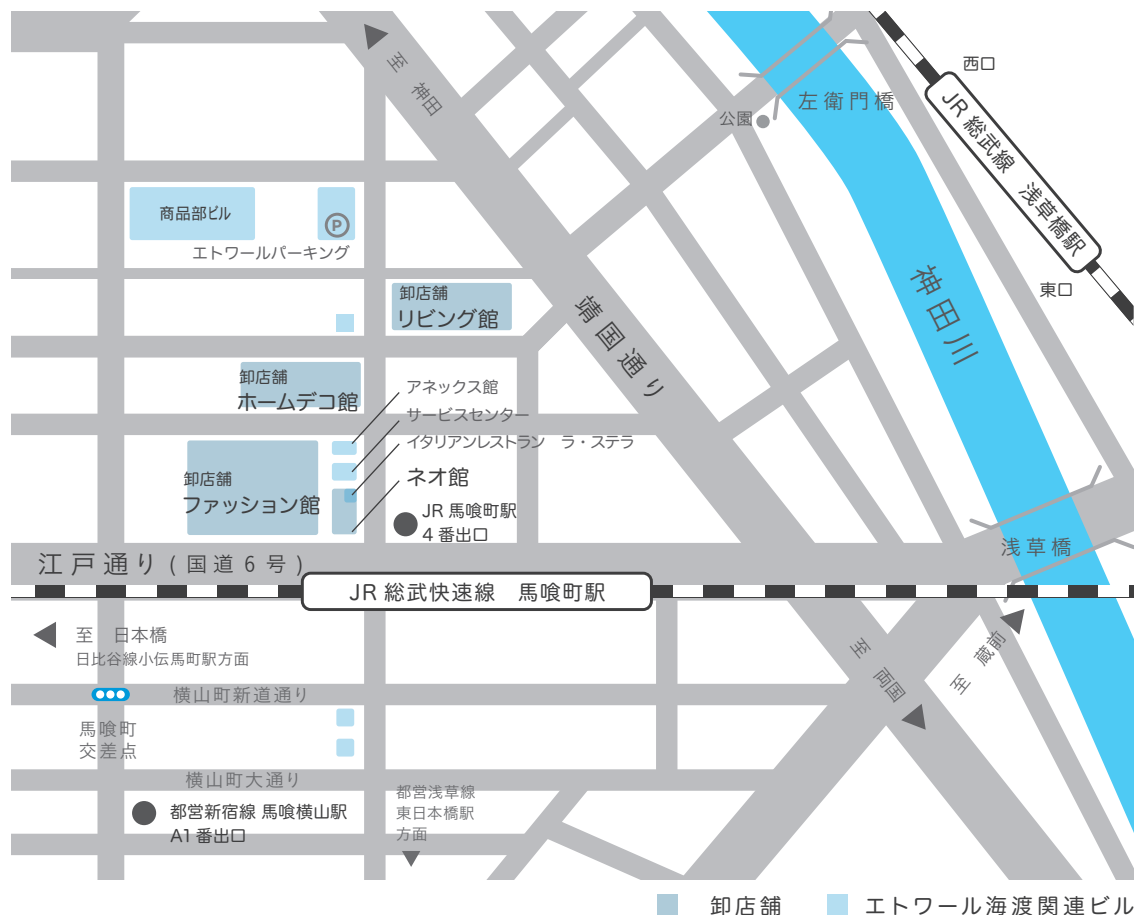 至 神田
西口
JR 総武線 浅草橋駅
左衛門橋
公園
商品部ビル
P
エトワールパーキング
東口
神田川
卸店舗
リビング館
靖国通り
卸店舗
ホームデコ館
アネックス館
サービスセンター
イタリアンレストラン ラ・ステラ
卸店舗
ファッション館
ネオ館
JR 馬喰町駅
4 番出口
浅草橋
江戸通り(国道6号)
JR 総武快速線 馬喰町駅
至 日本橋
日比谷線小伝馬町駅方面
至 両国
至 蔵前
横山町新道通り
馬喰町
交差点
横山町大通り
都営新宿線 馬喰横山駅
A1 番出口
都営浅草線
東日本橋駅
方面
卸店舗
エトワール海渡関連ビル